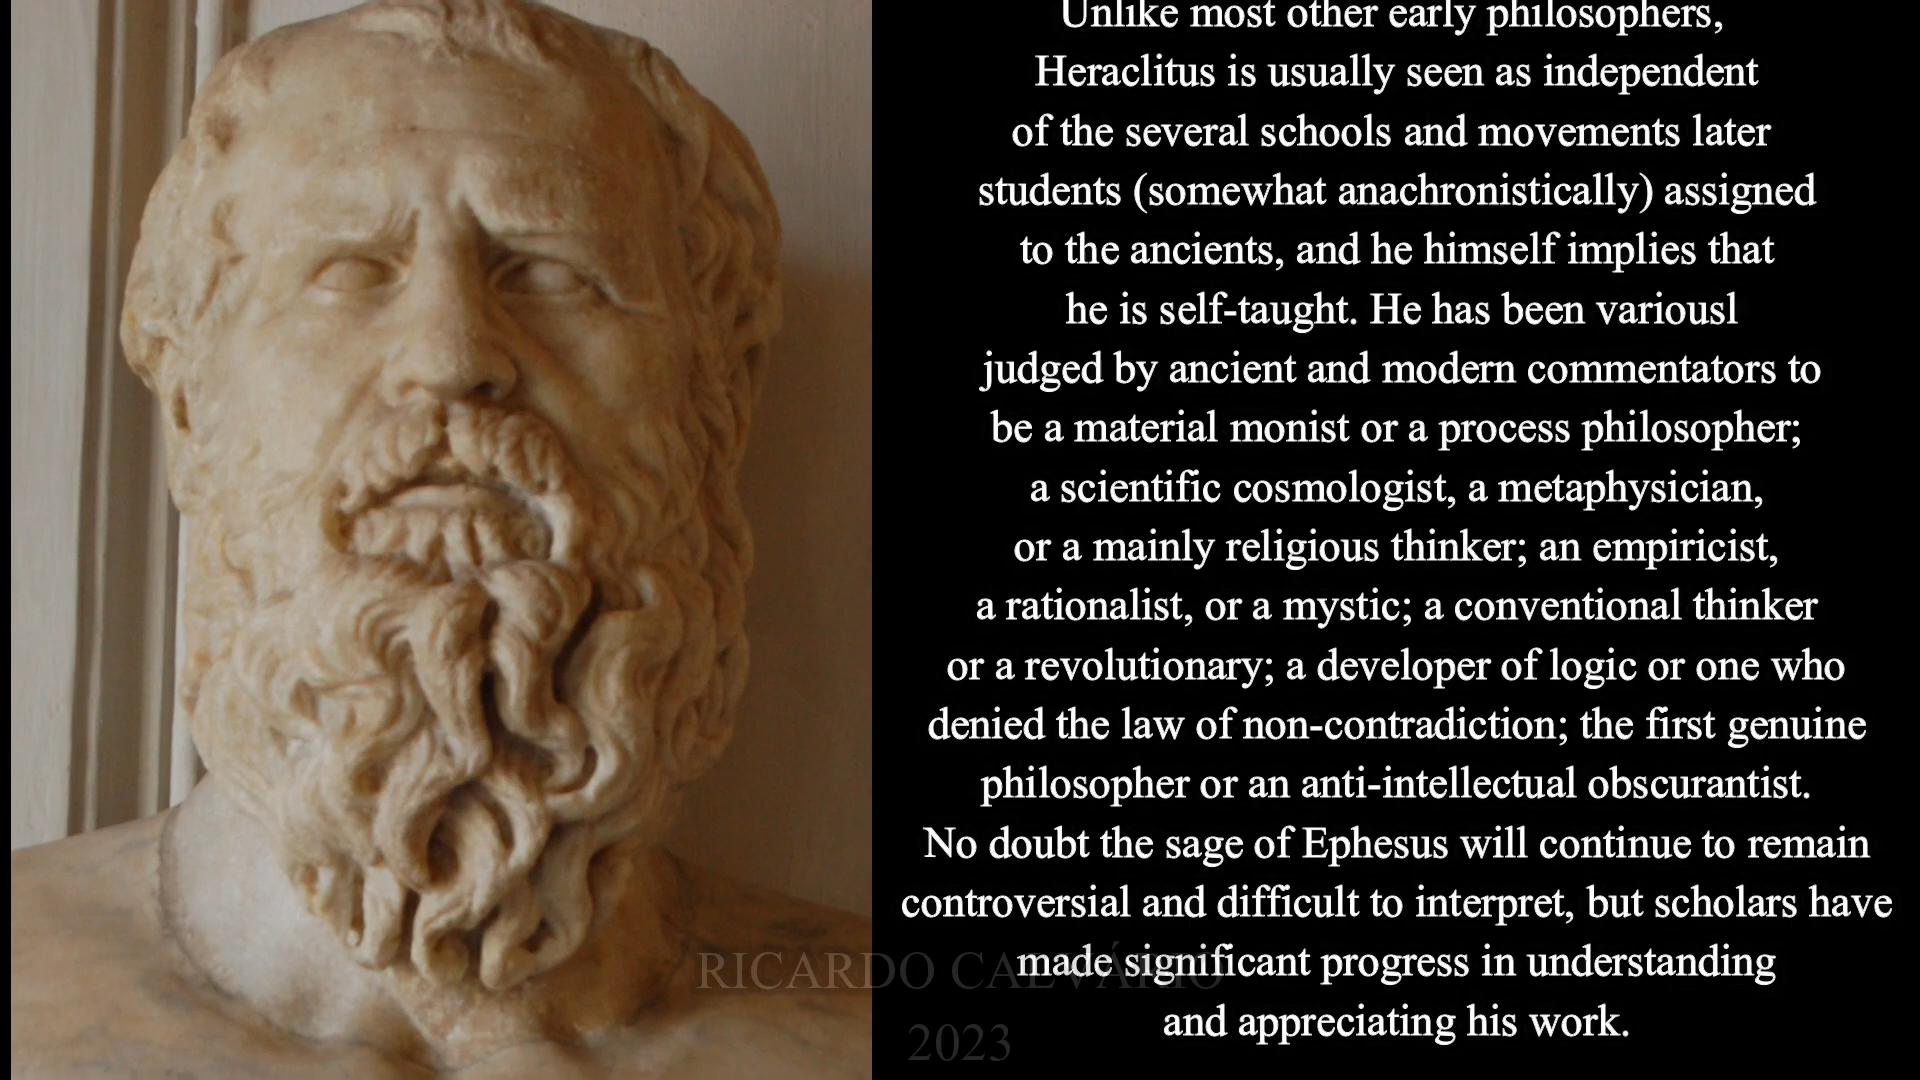 Unlike most other early philosophers,
Heraclitus is usually seen as independent
of the several schools and movements later
students (somewhat anachronistically) assigned
to the ancients, and he himself implies that
he is self-taught. He has been variousl
judged by ancient and modern commentators to
be a material monist or a process philosopher;
a scientific cosmologist, a metaphysician,
or a mainly religious thinker; an empiricist,
a rationalist, or a mystic; a conventional thinker
or a revolutionary; a developer of logic or one who
denied the law of non-contradiction; the first genuine
philosopher or an anti-intellectual obscurantist.
No doubt the sage of Ephesus will continue to remain
controversial and difficult to interpret, but scholars have
made significant progress in understanding
and appreciating his work.
RICARDO CALVÁRIO
2023